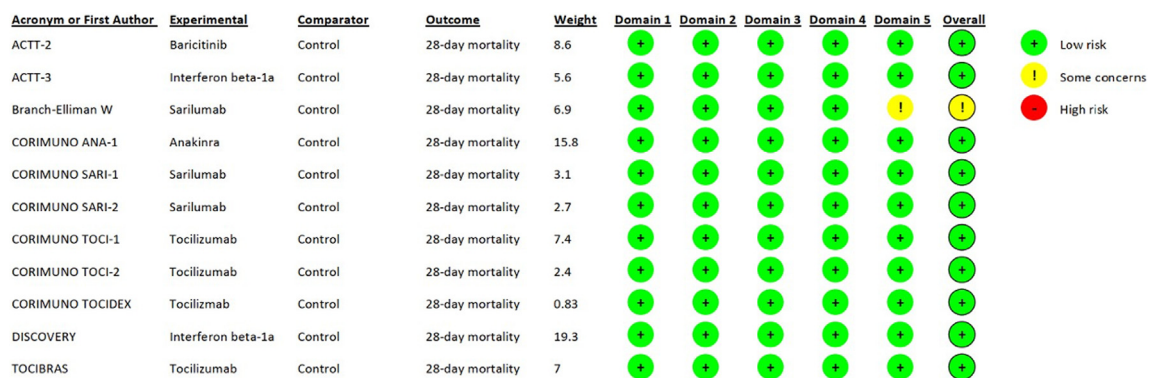 Acronym or First Author Experimental Comparator Outcome Weight Domain 1 Domain 2 Domain 3 Domain 4 Domain 5 Overall
ACTT-2 Baricitinib Control 28-day mortality 8.6 + + + + + + + Low risk
ACTT-3 Interferon beta-1a Control 28-day mortality 5.6 + + + + + + ! Some concerns
Branch-Elliman W Sarilumab Control 28-day mortality 6.9 + + + + ! ! - High risk
CORIMUNO ANA-1 Anakinra Control 28-day mortality 15.8 + + + + + +
CORIMUNO SARI-1 Sarilumab Control 28-day mortality 3.1 + + + + + +
CORIMUNO SARI-2 Sarilumab Control 28-day mortality 2.7 + + + + + +
CORIMUNO TOCI-1 Tocilizumab Control 28-day mortality 7.4 + + + + + +
CORIMUNO TOCI-2 Tocilizumab Control 28-day mortality 2.4 + + + + + +
CORIMUNO TOCIDEX Tocilizmab Control 28-day mortality 0.83 + + + + + +
DISCOVERY Interferon beta-1a Control 28-day mortality 19.3 + + + + + +
TOCIBRAS Tocilizumab Control 28-day mortality 7 + + + + + +